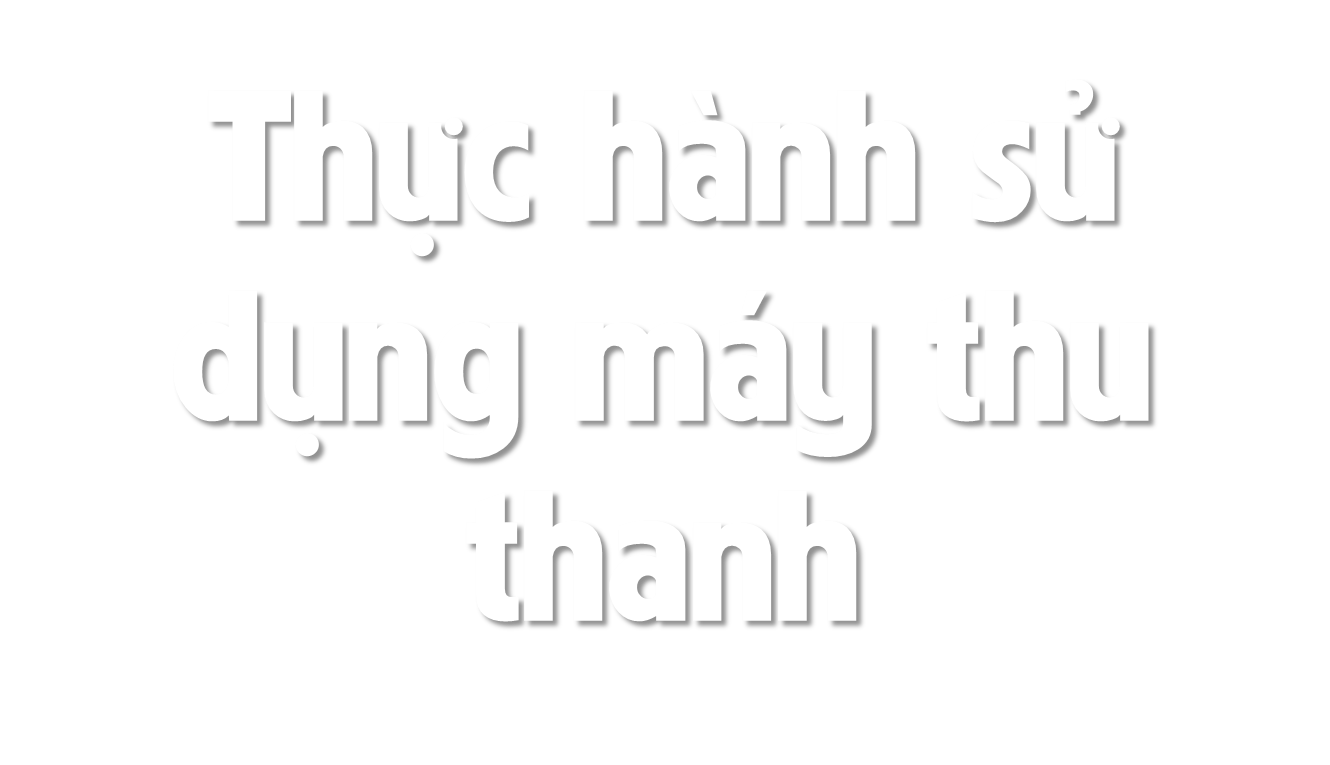 Thực hành sử
dụng máy thu
thanh